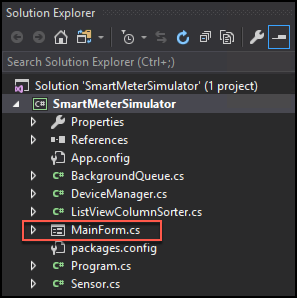 Solution Explorer
Search Solution Explorer (Ctrl+;)
Solution 'SmartMeterSimulator' (1 project)
C# SmartMeterSimulator
Properties
References
App.config
C# BackgroundQueue.cs
C# DeviceManager.cs
C# ListViewColumnSorter.cs
MainForm.cs
packages.config
C# Program.cs
C# Sensor.cs